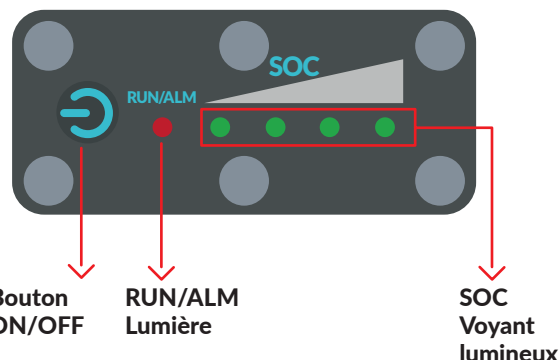 SOC
RUN/ALM
Bouton
ON/OFF
RUN/ALM
Lumière
SOC
Voyant
lumineux